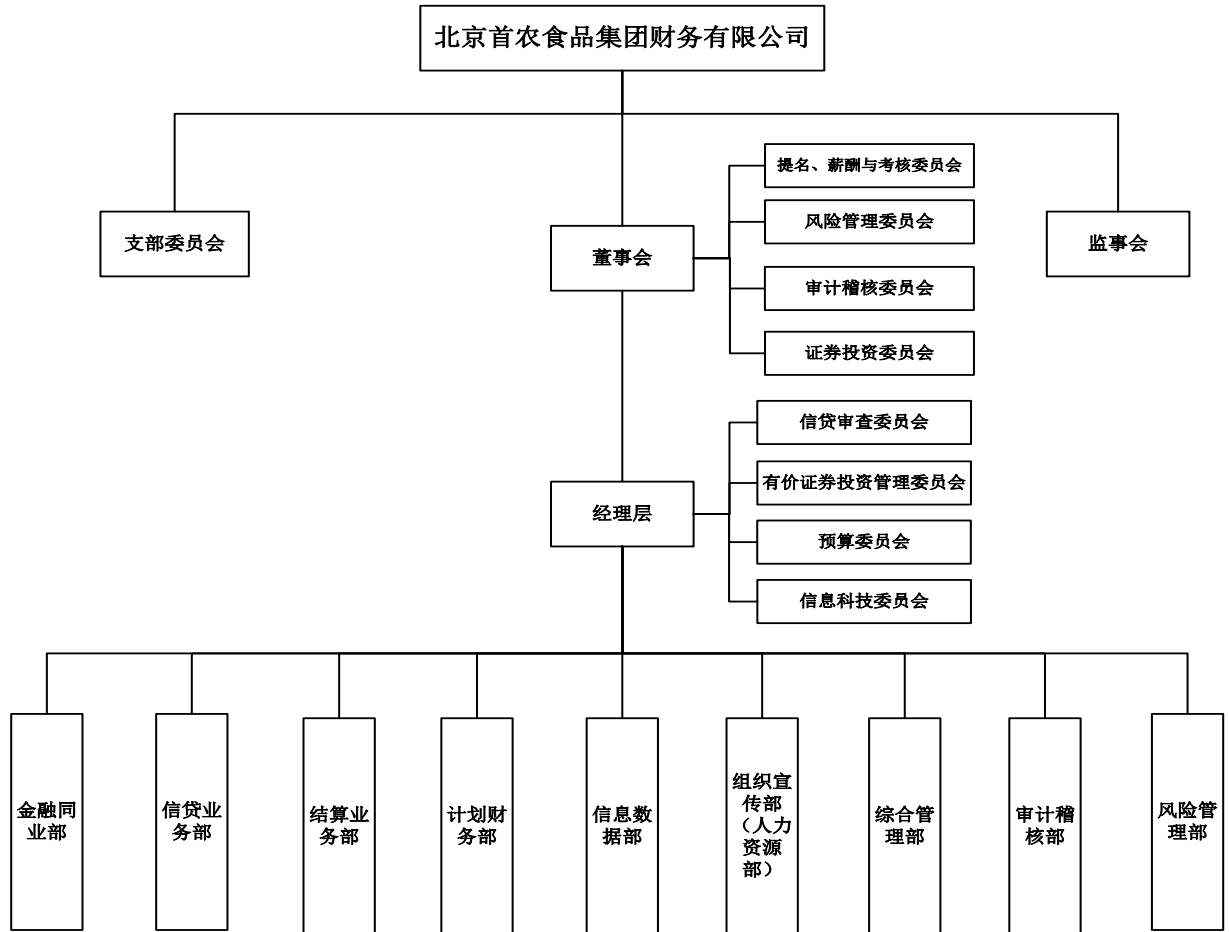 北京首农食品集团财务有限公司
提名、薪酬与考核委员会
风险管理委员会
支部委员会
董事会
监事会
审计稽核委员会
证券投资委员会
信贷审查委员会
有价证券投资管理委员会
经理层
预算委员会
信息科技委员会
金融同
业部
信贷业
务部
结算业
务部
计划财
务部
信息数
据部
组织宣
传部
（人力
资源
部）
综合管
理部
审计稽
核部
风险管
理部